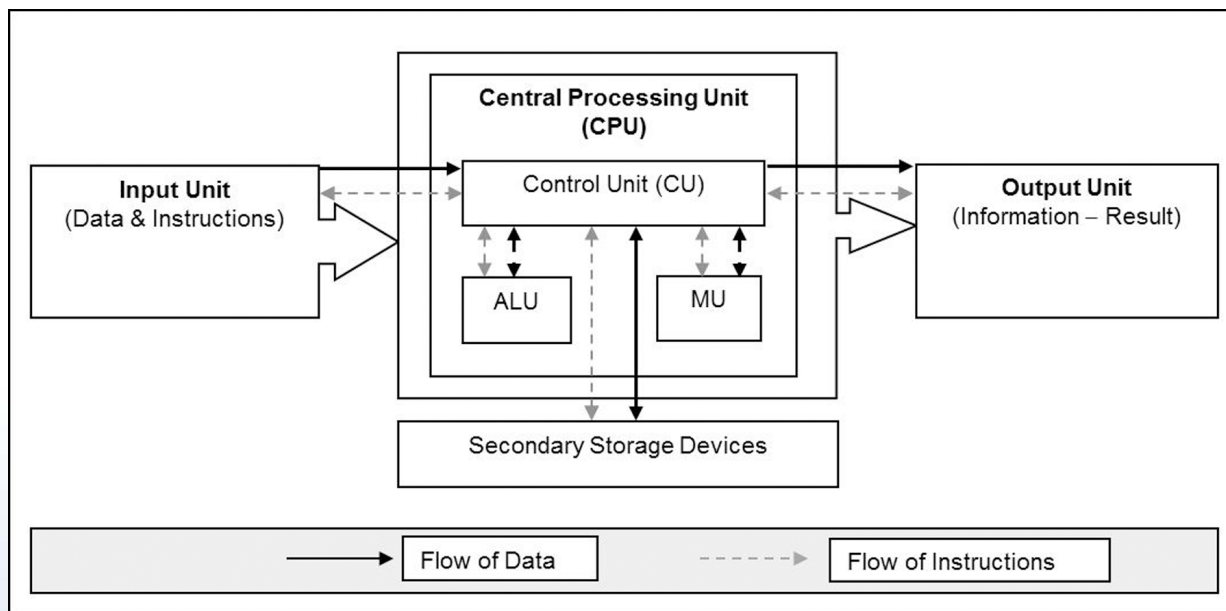 Central Processing Unit
(CPU)
Input Unit
(Data & Instructions)
Control Unit (CU)
Output Unit
(Information – Result)
ALU
MU
Secondary Storage Devices
Flow of Data
Flow of Instructions